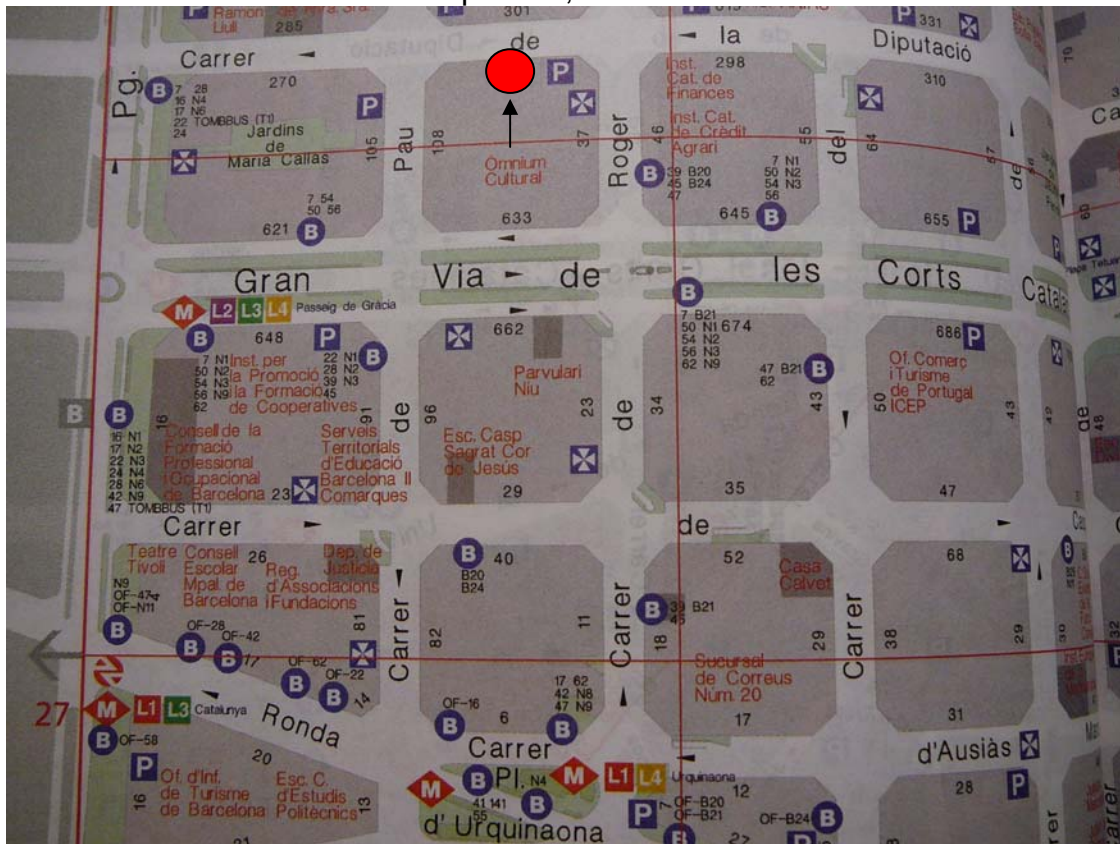 Ramon
Llull
285
301
331
Carrer
de
la
Diputació
Pg.
B
7 28
16 N4
17 N6
22 TOMBBUS (T1)
24
270
P
Jardins
de
Maria Callas
105
7 54
50 56
621
B
Pau
108
P
37
Òmnium
Cultural
633
Roger
46
Inst.
Cat. de
Finances
298
Inst. Cat.
de Crèdit
Agrari
55
B
39 B20
45 B24
47
7 N1
50 N2
54 N3
56
645
B
del
64
310
57
de
655
P
Gran
Via
de
les
Corts
M L2 L3 L4 Passeig de Gràcia
B
648
P
22 N1
28 N2
39 N3
45
B
7 N1
50 N2
54 N3
56 N9
62
Inst. per
la Promoció
i la Formació
de Cooperatives
16
91
B
B
16 N1
17 N2
22 N3
24 N4
28 N6
42 N9
47 TOMBBUS (T1)
Consell de la
Formació
Professional
i Ocupacional
de Barcelona
23
Serveis
Territorials
d'Educació
Barcelona II
Comarques
de
662
Parvulari
Niu
96
23
Esc. Casp
Sagrat Cor
de Jesús
29
de
B
7 B21
50 N1
54 N2
56 N3
62 N9
674
47 B21
62
B
34
43
35
686
P
Of. Comerç
i Turisme
de Portugal
ICEP
50
43
49
de
48
47
Carrer
de
Teatre
Tívoli
Consell
Escolar
Mpal. de
Barcelona
26
Reg.
d'Associacions
i Fundacions
Dep. de
Justícia
N9
OF-47
OF-N11
B
OF-28
B
OF-42
B
17
OF-62
B
OF-22
B
14
81
Carrer
B
B20
B24
40
82
11
17 62
42 N8
47 N9
OF-16
B
6
B
Carrer
52
Casa
Calvet
B
39 B21
45
18
29
Sucursal
de Correus
Núm. 20
17
Carrer
68
38
29
30
31
B
27
M L1 L3 Catalunya
B
OF-58
Ronda
20
P
16
Of. d'Inf.
de Turisme
de Barcelona
Esc. C.
d'Estudis
Politècnics
13
Carrer
d'Ausiàs
M
B
Pl.
N4
41 141
55
B
d'Urquinaona
M L1 L4 Urquinaona
P
7
OF-B20
OF-B21
B
12
OF-B24
B
28
P